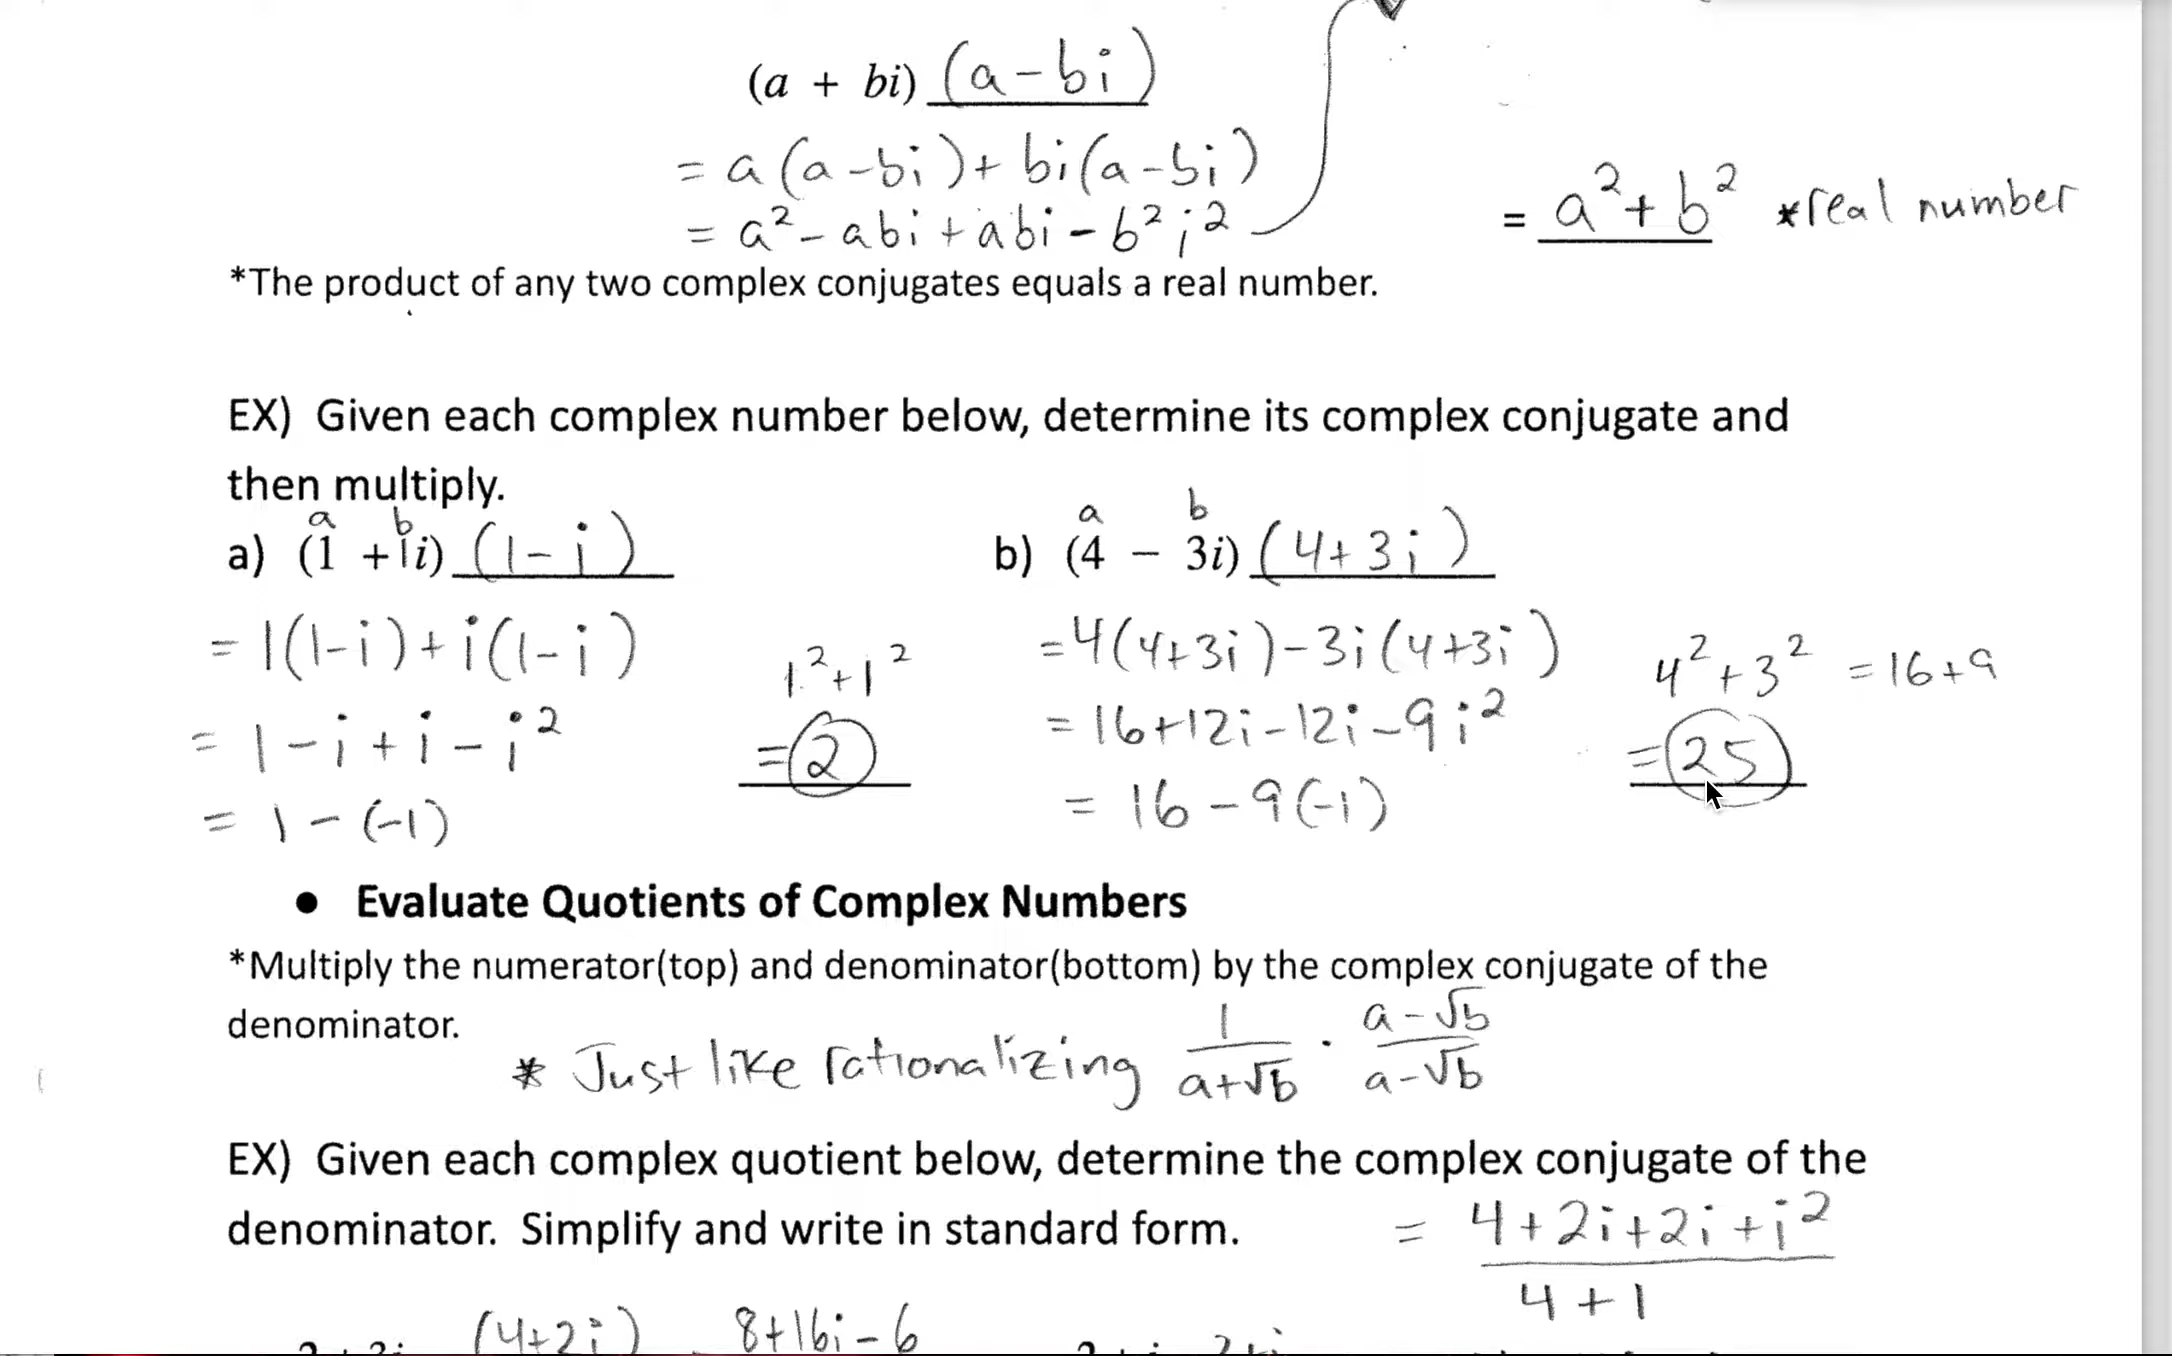 (a + bi) (a - bi)
= a(a - bi) + bi(a - bi)
= a² - abi + abi - b²i²
= a² + b² *real number
*The product of any two complex conjugates equals a real number.
EX) Given each complex number below, determine its complex conjugate and
then multiply.
a b
a) (1 + 1i) (1 - i)
= 1(1-i) + i(1-i)
= 1 - i + i - i²
= 1 - (-1)
1² + 1²
= 2
a b
b) (4 - 3i) (4 + 3i)
= 4(4+3i) - 3i(4+3i)
= 16 + 12i - 12i - 9i²
= 16 - 9(-1)
4² + 3² = 16 + 9
= 25
• Evaluate Quotients of Complex Numbers
*Multiply the numerator(top) and denominator(bottom) by the complex conjugate of the
denominator.
* Just like rationalizing 1/(a+√b) · (a-√b)/(a-√b)
EX) Given each complex quotient below, determine the complex conjugate of the
denominator. Simplify and write in standard form.
= 4+2i+2i+i²
4+1
(4+2i) 8+16i-6